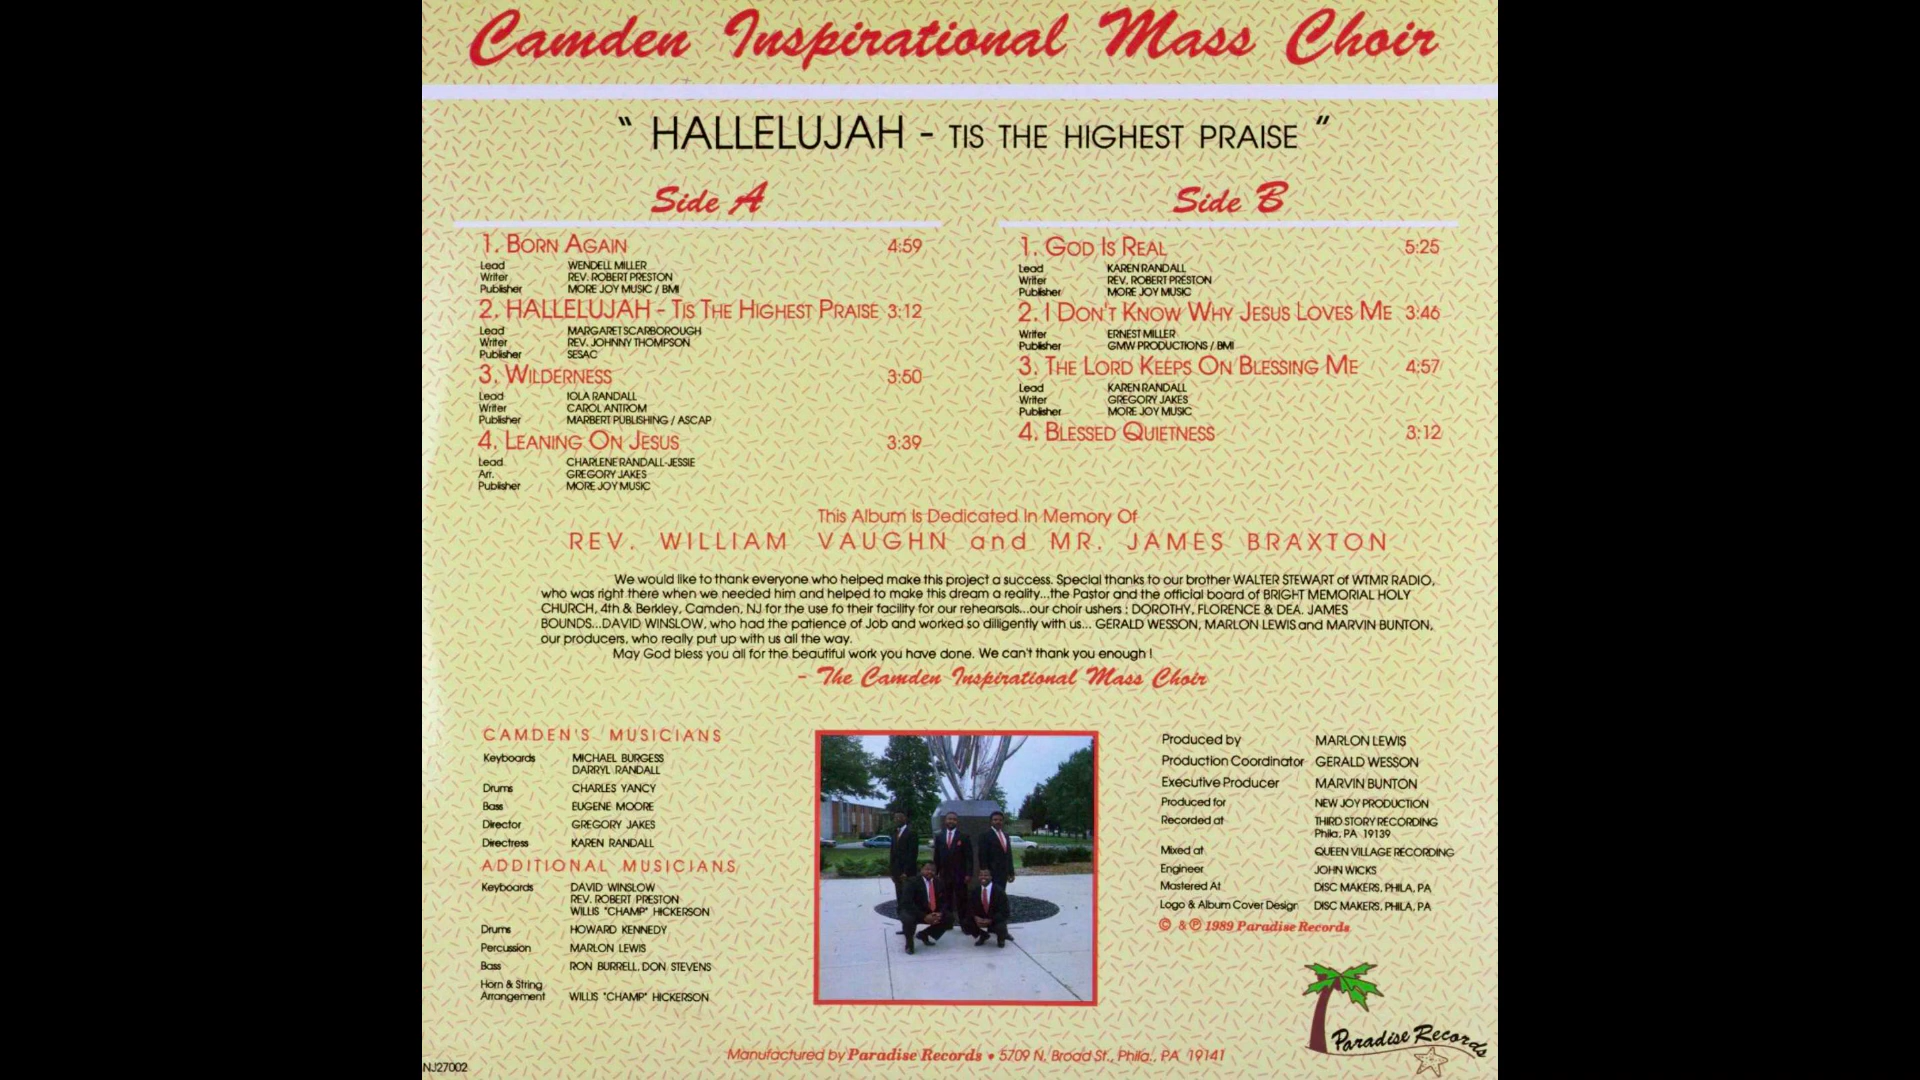 Camden Inspirational Mass Choir
" HALLELUJAH - TIS THE HIGHEST PRAISE "
Side A
1. BORN AGAIN 4:59
Lead WENDELL MILLER
Writer REV. ROBERT PRESTON
Publisher MORE JOY MUSIC / BMI
2. HALLELUJAH - TIS THE HIGHEST PRAISE 3:12
Lead MARGARET SCARBOROUGH
Writer REV. JOHNNY THOMPSON
Publisher SESAC
3. WILDERNESS 3:50
Lead IOLA RANDALL
Writer CAROL ANTROM
Publisher MARBERT PUBLISHING / ASCAP
4. LEANING ON JESUS 3:39
Lead CHARLENE RANDALL-JESSIE
Arr. GREGORY JAKES
Publisher MORE JOY MUSIC
Side B
1. GOD IS REAL 5:25
Lead KAREN RANDALL
Writer REV. ROBERT PRESTON
Publisher MORE JOY MUSIC
2. I DON'T KNOW WHY JESUS LOVES ME 3:46
Writer ERNEST MILLER
Publisher GMW PRODUCTIONS / BMI
3. THE LORD KEEPS ON BLESSING ME 4:57
Lead KAREN RANDALL
Writer GREGORY JAKES
Publisher MORE JOY MUSIC
4. BLESSED QUIETNESS 3:12
This Album Is Dedicated In Memory Of
REV. WILLIAM VAUGHN and MR. JAMES BRAXTON
We would like to thank everyone who helped make this project a success. Special thanks to our brother WALTER STEWART of WTMR RADIO,
who was right there when we needed him and helped to make this dream a reality...the Pastor and the official board of BRIGHT MEMORIAL HOLY
CHURCH, 4th & Berkley, Camden, NJ for the use fo their facility for our rehearsals...our choir ushers : DOROTHY, FLORENCE & DEA. JAMES
BOUNDS...DAVID WINSLOW, who had the patience of Job and worked so dilligently with us... GERALD WESSON, MARLON LEWIS and MARVIN BUNTON,
our producers, who really put up with us all the way.
May God bless you all for the beautiful work you have done. We can't thank you enough !
- The Camden Inspirational Mass Choir
CAMDEN'S MUSICIANS
Keyboards MICHAEL BURGESS
DARRYL RANDALL
Drums CHARLES YANCY
Bass EUGENE MOORE
Director GREGORY JAKES
Directress KAREN RANDALL
ADDITIONAL MUSICIANS
Keyboards DAVID WINSLOW
REV. ROBERT PRESTON
WILLIS "CHAMP" HICKERSON
Drums HOWARD KENNEDY
Percussion MARLON LEWIS
Bass RON BURRELL, DON STEVENS
Horn & String
Arrangement WILLIS "CHAMP" HICKERSON
Produced by MARLON LEWIS
Production Coordinator GERALD WESSON
Executive Producer MARVIN BUNTON
Produced for NEW JOY PRODUCTION
Recorded at THIRD STORY RECORDING
Phila, PA 19139
Mixed at QUEEN VILLAGE RECORDING
Engineer JOHN WICKS
Mastered At DISC MAKERS, PHILA, PA
Logo & Album Cover Design DISC MAKERS, PHILA, PA
© & ℗ 1989 Paradise Records
Paradise Records
Manufactured by Paradise Records • 5709 N. Broad St., Phila., PA 19141
NJ27002